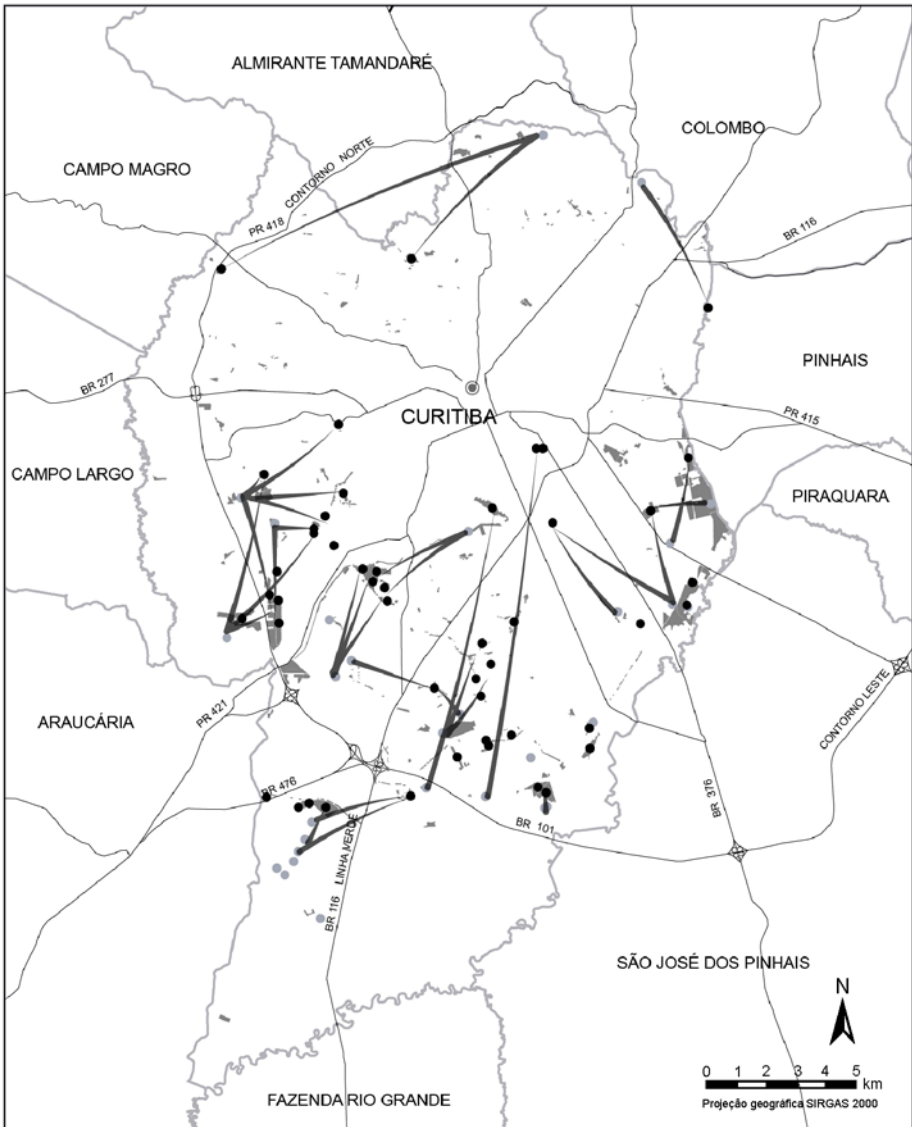 ALMIRANTE TAMANDARÉ
COLOMBO
CAMPO MAGRO
CONTORNO NORTE
PR 418
BR 116
PINHAIS
BR 277
CURITIBA
PR 415
CAMPO LARGO
PIRAQUARA
ARAUCÁRIA
PR 421
CONTORNO LESTE
BR 476
BR 376
BR 101
BR 116 LINHA VERDE
SÃO JOSÉ DOS PINHAIS
N
0 1 2 3 4 5
km
Projeção geográfica SIRGAS 2000
FAZENDA RIO GRANDE